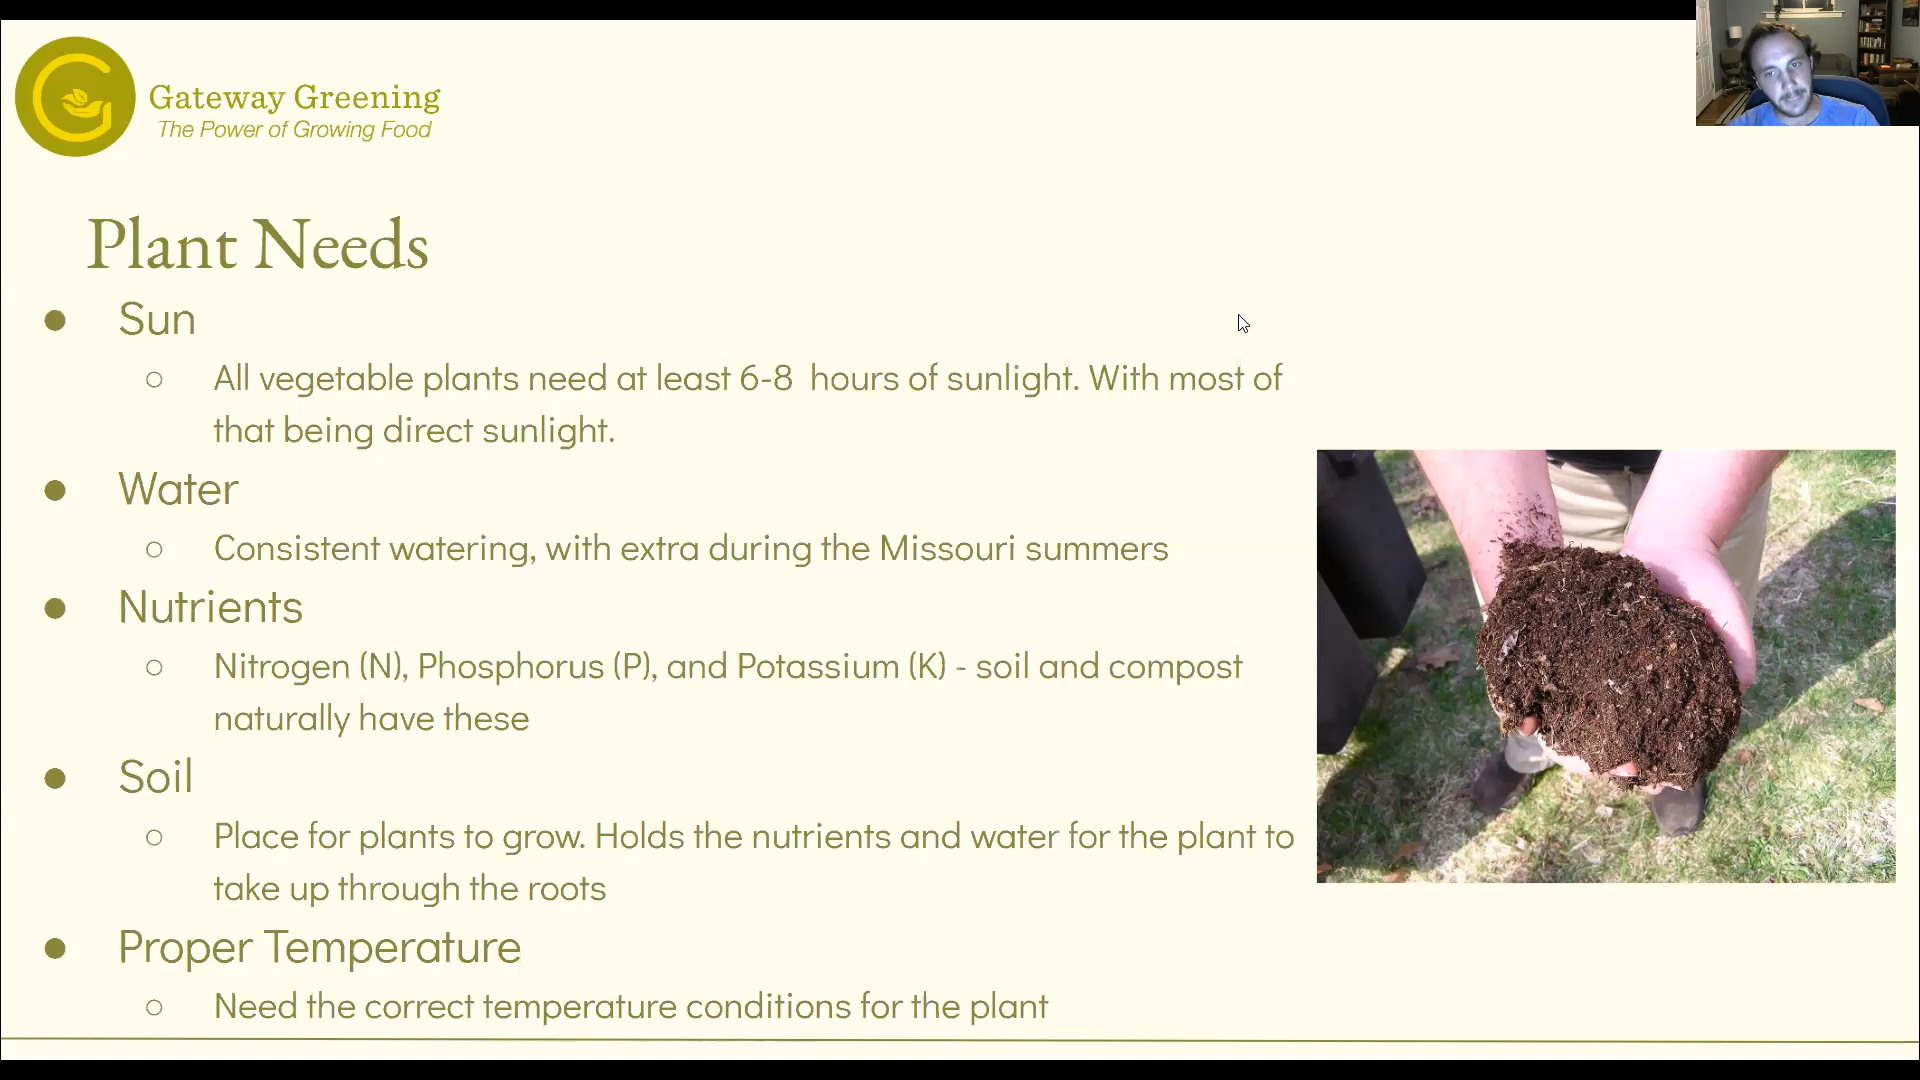 Gateway Greening
The Power of Growing Food
Plant Needs
● Sun
○ All vegetable plants need at least 6-8 hours of sunlight. With most of
that being direct sunlight.
● Water
○ Consistent watering, with extra during the Missouri summers
● Nutrients
○ Nitrogen (N), Phosphorus (P), and Potassium (K) - soil and compost
naturally have these
● Soil
○ Place for plants to grow. Holds the nutrients and water for the plant to
take up through the roots
● Proper Temperature
○ Need the correct temperature conditions for the plant